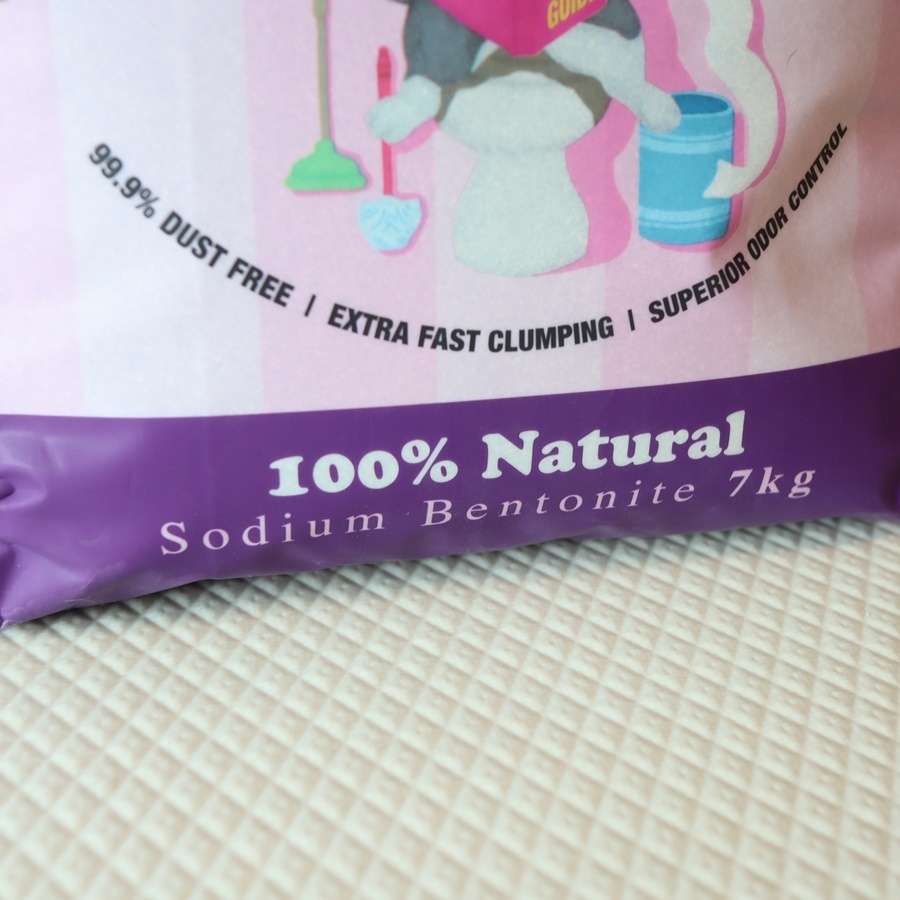 99.9% DUST FREE | EXTRA FAST CLUMPING | SUPERIOR ODOR CONTROL
100% Natural
Sodium Bentonite 7kg